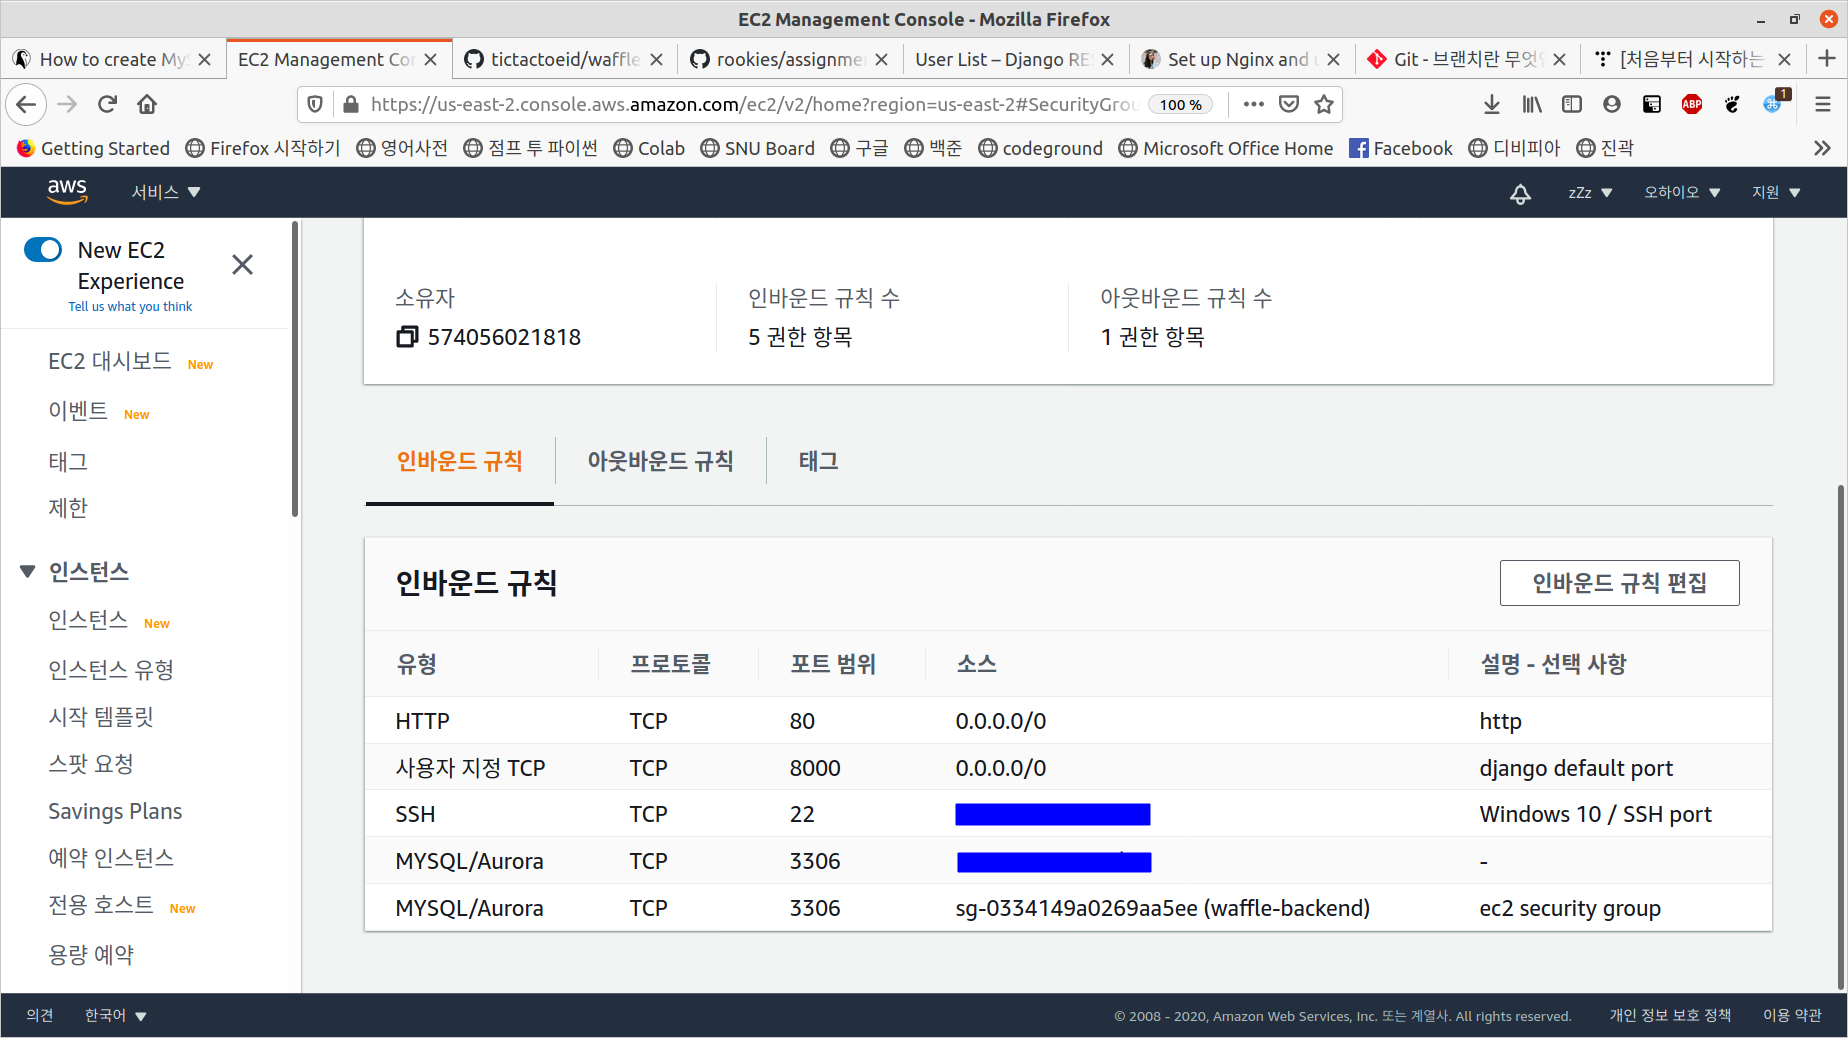 EC2 Management Console - Mozilla Firefox
How to create MyS
EC2 Management Cor
tictactoeid/waffle
rookies/assignmer
User List – Django RE
Set up Nginx and
Git - 브랜치란 무엇인
[처음부터 시작하는
https://us-east-2.console.aws.amazon.com/ec2/v2/home?region=us-east-2#SecurityGrou
100 %
ABP
1
Getting Started
Firefox 시작하기
영어사전
점프 투 파이썬
Colab
SNU Board
구글
백준
codeground
Microsoft Office Home
Facebook
디비피아
진곽
aws
서비스
zZz
오하이오
지원
New EC2
Experience
Tell us what you think
EC2 대시보드 New
이벤트 New
태그
제한
인스턴스
인스턴스 New
인스턴스 유형
시작 템플릿
스팟 요청
Savings Plans
예약 인스턴스
전용 호스트 New
용량 예약
소유자
574056021818
인바운드 규칙 수
5 권한 항목
아웃바운드 규칙 수
1 권한 항목
인바운드 규칙
아웃바운드 규칙
태그
인바운드 규칙
인바운드 규칙 편집
유형 프로토콜 포트 범위 소스 설명 - 선택 사항
HTTP TCP 80 0.0.0.0/0 http
사용자 지정 TCP TCP 8000 0.0.0.0/0 django default port
SSH TCP 22 Windows 10 / SSH port
MYSQL/Aurora TCP 3306 -
MYSQL/Aurora TCP 3306 sg-0334149a0269aa5ee (waffle-backend) ec2 security group
의견
한국어
© 2008 - 2020, Amazon Web Services, Inc. 또는 계열사. All rights reserved.
개인 정보 보호 정책
이용 약관